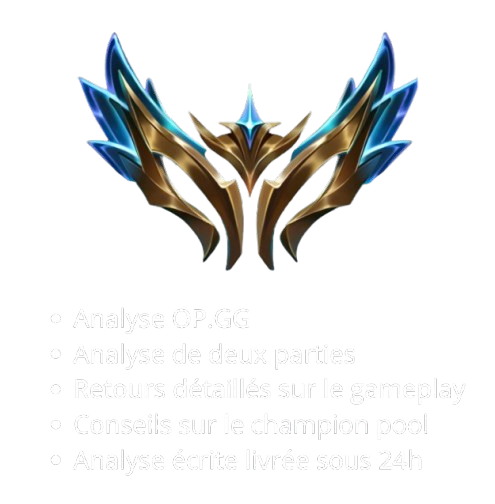 • Analyse OP.GG
• Analyse de deux parties
• Retours détaillés sur le gameplay
• Conseils sur le champion pool
• Analyse écrite livrée sous 24h